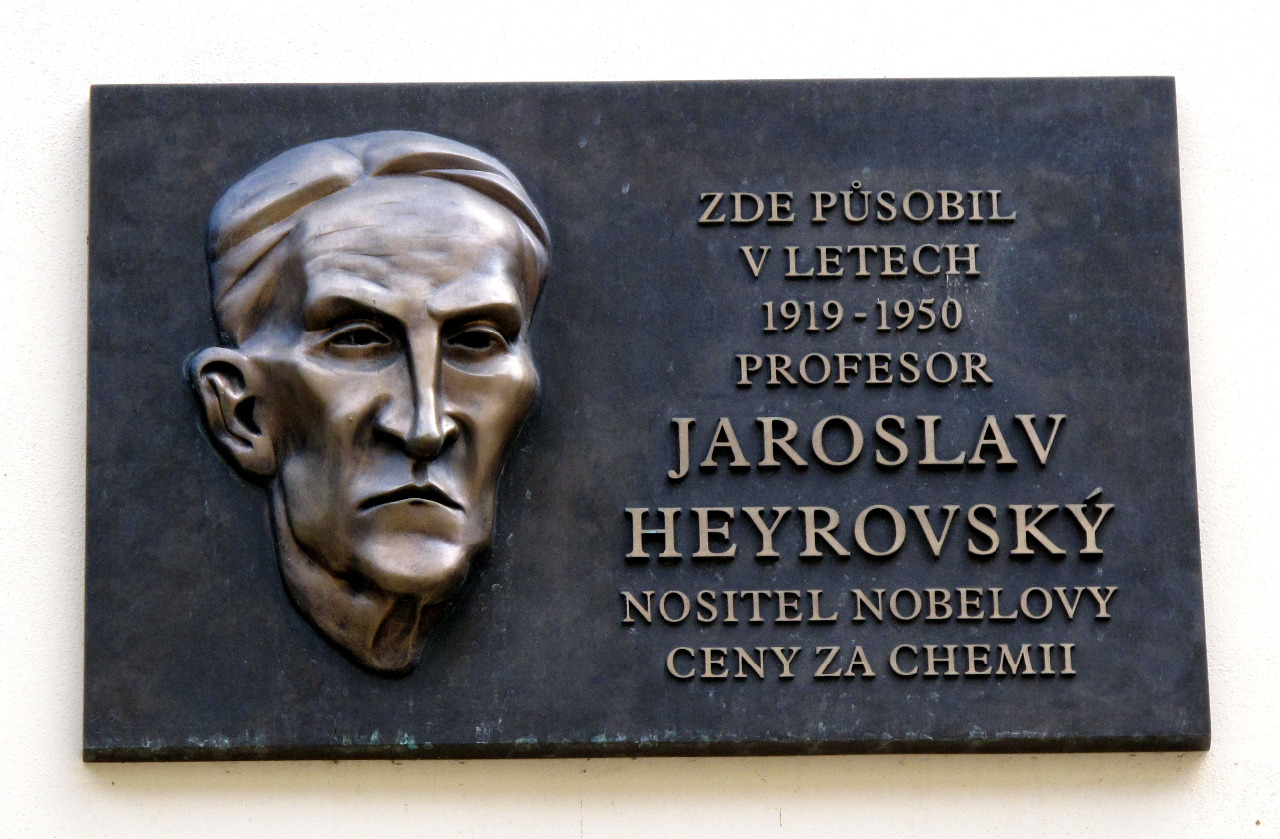 ZDE PŮSOBIL
V LETECH
1919 - 1950
PROFESOR
JAROSLAV
HEYROVSKÝ
NOSITEL NOBELOVY
CENY ZA CHEMII